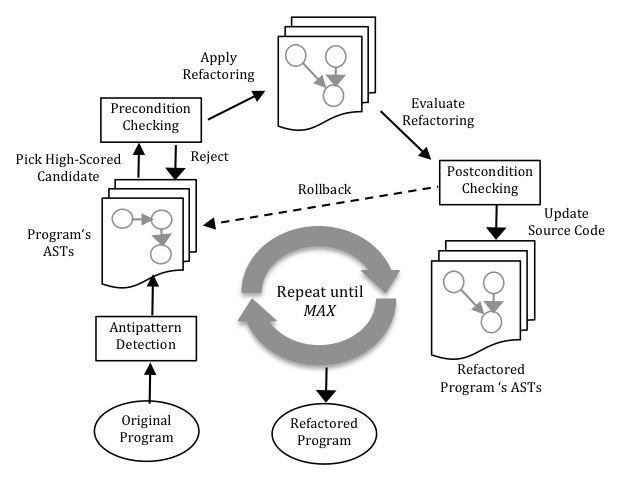 Apply
Refactoring
Precondition
Checking
Evaluate
Refactoring
Pick High-Scored
Candidate
Reject
Postcondition
Checking
Rollback
Program‘s
ASTs
Update
Source Code
Repeat until
MAX
Antipattern
Detection
Refactored
Program ‘s ASTs
Original
Program
Refactored
Program